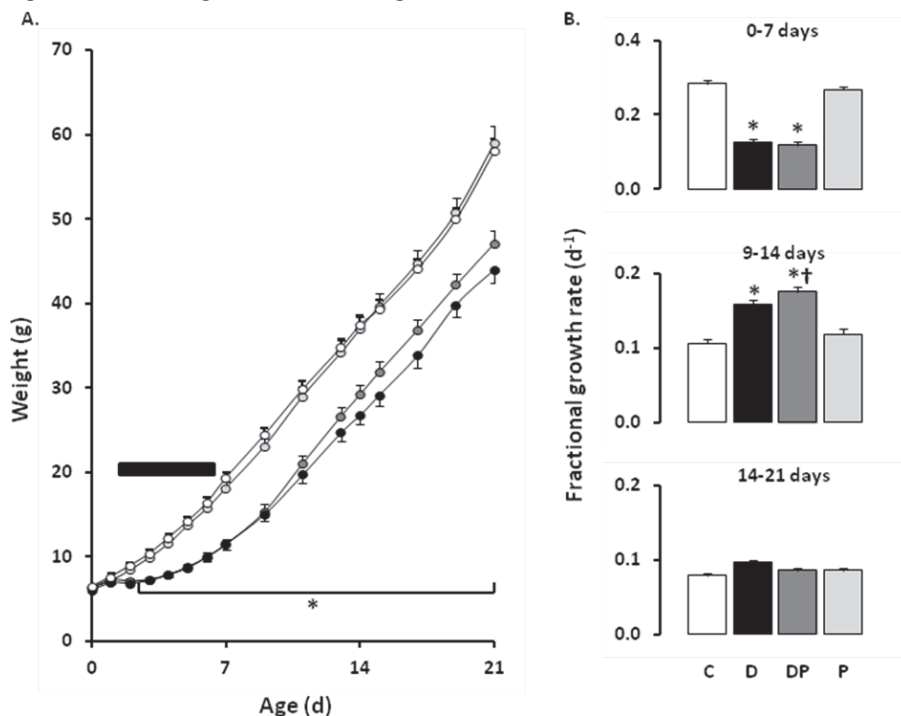 A.
70
60
50
40
30
20
10
0
*
0 7 14 21
Age (d)
Weight (g)
B.
Fractional growth rate (d-1)
0-7 days
0.4
0.2
0.0
* *
9-14 days
0.2
0.1
0.0
* *†
14-21 days
0.2
0.1
0.0
C D DP P